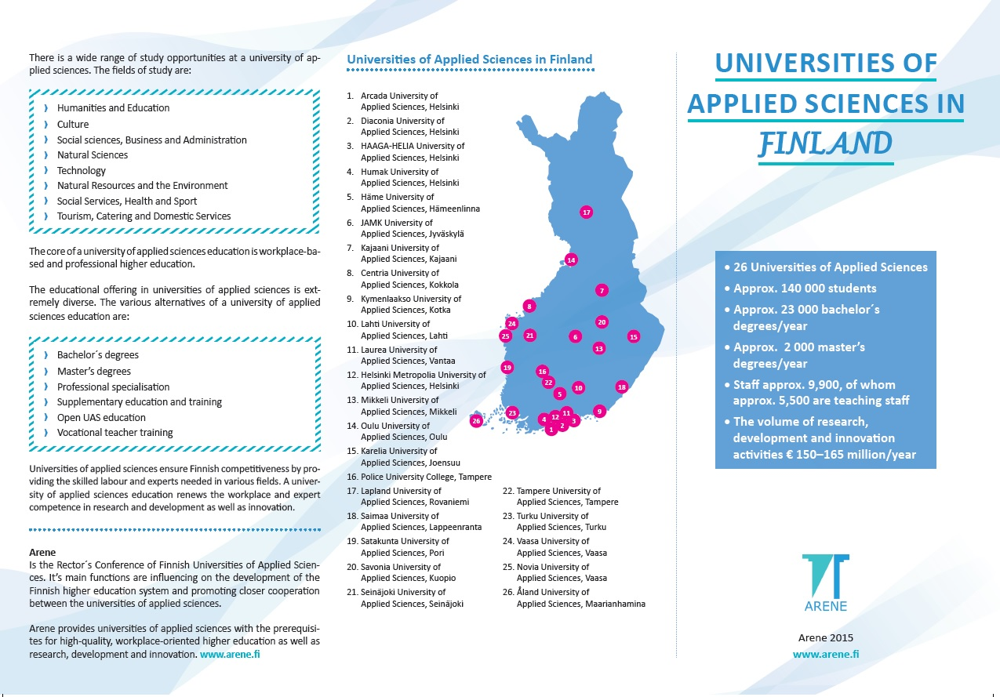 There is a wide range of study opportunities at a university of ap-
plied sciences. The fields of study are:
Humanities and Education
Culture
Social sciences, Business and Administration
Natural Sciences
Technology
Natural Resources and the Environment
Social Services, Health and Sport
Tourism, Catering and Domestic Services
The core of a university of applied sciences education is workplace-ba-
sed and professional higher education.
The educational offering in universities of applied sciences is ext-
remely diverse. The various alternatives of a university of applied
sciences education are:
Bachelor´s degrees
Master’s degrees
Professional specialisation
Supplementary education and training
Open UAS education
Vocational teacher training
Universities of applied sciences ensure Finnish competitiveness by pro-
viding the skilled labour and experts needed in various fields. A univer-
sity of applied sciences education renews the workplace and expert
competence in research and development as well as innovation.
Arene
Is the Rector´s Conference of Finnish Universities of Applied Scien-
ces. It’s main functions are influencing on the development of the
Finnish higher education system and promoting closer cooperation
between the universities of applied sciences.
Arene provides universities of applied sciences with the prerequisi-
tes for high-quality, workplace-oriented higher education as well as
research, development and innovation. www.arene.fi
Universities of Applied Sciences in Finland
1. Arcada University of
Applied Sciences, Helsinki
2. Diaconia University of
Applied Sciences, Helsinki
3. HAAGA-HELIA University of
Applied Sciences, Helsinki
4. Humak University of
Applied Sciences, Helsinki
5. Häme University of
Applied Sciences, Hämeenlinna
6. JAMK University of
Applied Sciences, Jyväskylä
7. Kajaani University of
Applied Sciences, Kajaani
8. Centria University of
Applied Sciences, Kokkola
9. Kymenlaakso University of
Applied Sciences, Kotka
10. Lahti University of
Applied Sciences, Lahti
11. Laurea University of
Applied Sciences, Vantaa
12. Helsinki Metropolia University of
Applied Sciences, Helsinki
13. Mikkeli University of
Applied Sciences, Mikkeli
14. Oulu University of
Applied Sciences, Oulu
15. Karelia University of
Applied Sciences, Joensuu
16. Police University College, Tampere
17. Lapland University of
Applied Sciences, Rovaniemi
18. Saimaa University of
Applied Sciences, Lappeenranta
19. Satakunta University of
Applied Sciences, Pori
20. Savonia University of
Applied Sciences, Kuopio
21. Seinäjoki University of
Applied Sciences, Seinäjoki
22. Tampere University of
Applied Sciences, Tampere
23. Turku University of
Applied Sciences, Turku
24. Vaasa University of
Applied Sciences, Vaasa
25. Novia University of
Applied Sciences, Vaasa
26. Åland University of
Applied Sciences, Maarianhamina
17
14
7
8
24
20
25
21
6
15
13
19
16
22
10
18
5
23
11
9
12
4
3
26
2
1
UNIVERSITIES OF
APPLIED SCIENCES IN
FINLAND
• 26 Universities of Applied Sciences
• Approx. 140 000 students
• Approx. 23 000 bachelor´s
degrees/year
• Approx. 2 000 master’s
degrees/year
• Staff approx. 9,900, of whom
approx. 5,500 are teaching staff
• The volume of research,
development and innovation
activities € 150–165 million/year
ARENE
Arene 2015
www.arene.fi